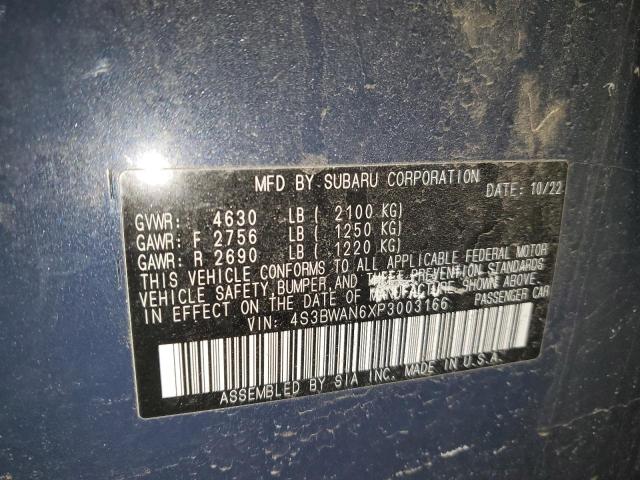 MFD BY SUBARU CORPORATION DATE: 10/22
GVWR: 4630 LB ( 2100 KG)
GAWR: F 2756 LB ( 1250 KG)
GAWR: R 2690 LB ( 1220 KG)
THIS VEHICLE CONFORMS TO ALL APPLICABLE FEDERAL MOTOR
VEHICLE SAFETY, BUMPER, AND THEFT PREVENTION STANDARDS
IN EFFECT ON THE DATE OF MANUFACTURE SHOWN ABOVE.
VIN: 4S3BWAN6XP3003166 PASSENGER CAR
ASSEMBLED BY SIA INC. MADE IN U.S.A.